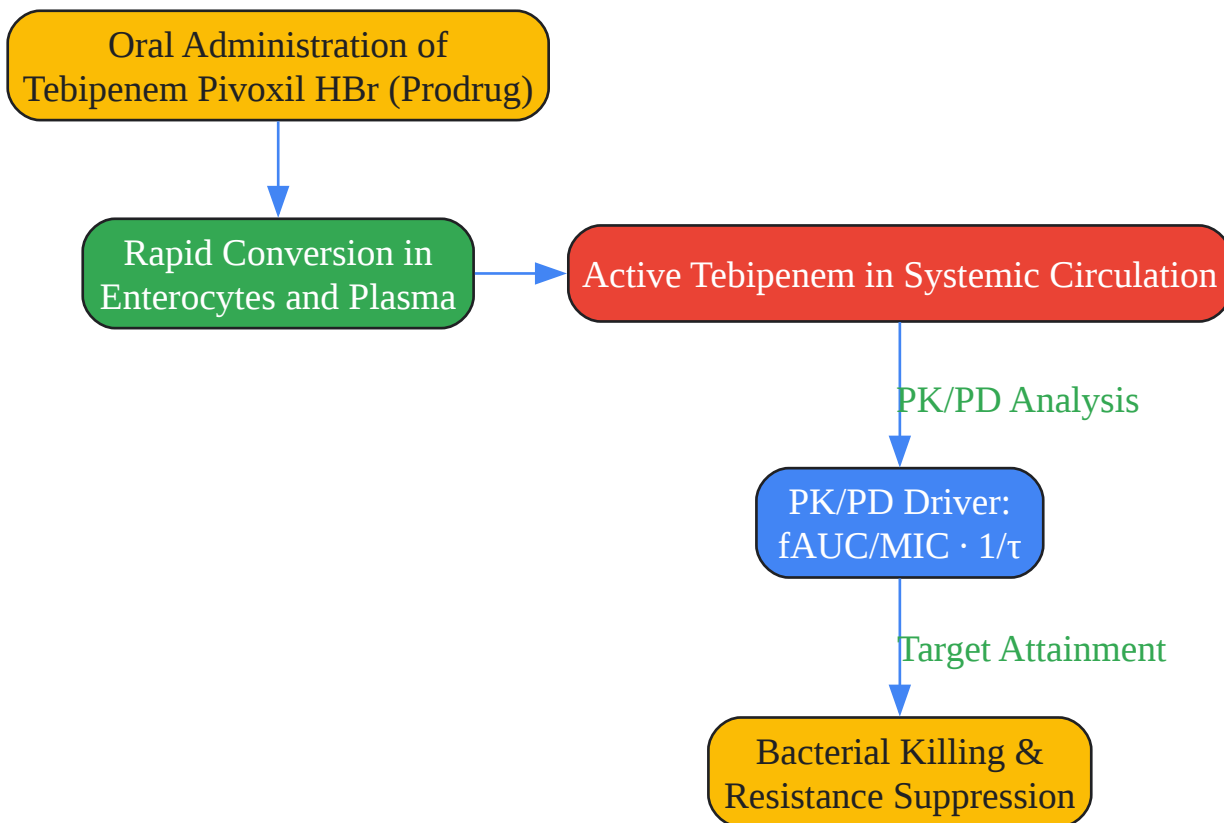 Oral Administration of
Tebipenem Pivoxil HBr (Prodrug)
Rapid Conversion in
Enterocytes and Plasma
Active Tebipenem in Systemic Circulation
PK/PD Analysis
PK/PD Driver:
fAUC/MIC · 1/τ
Target Attainment
Bacterial Killing &
Resistance Suppression